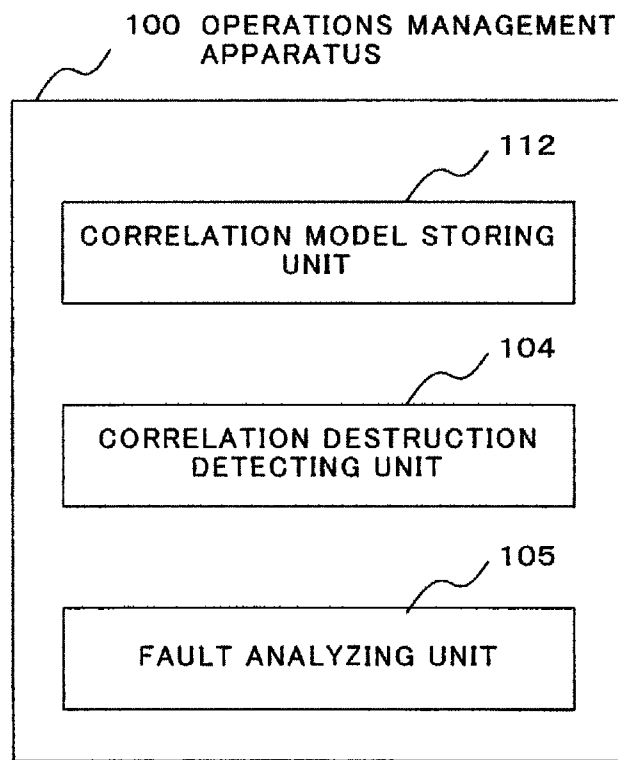 100 OPERATIONS MANAGEMENT
APPARATUS
112
CORRELATION MODEL STORING
UNIT
104
CORRELATION DESTRUCTION
DETECTING UNIT
105
FAULT ANALYZING UNIT